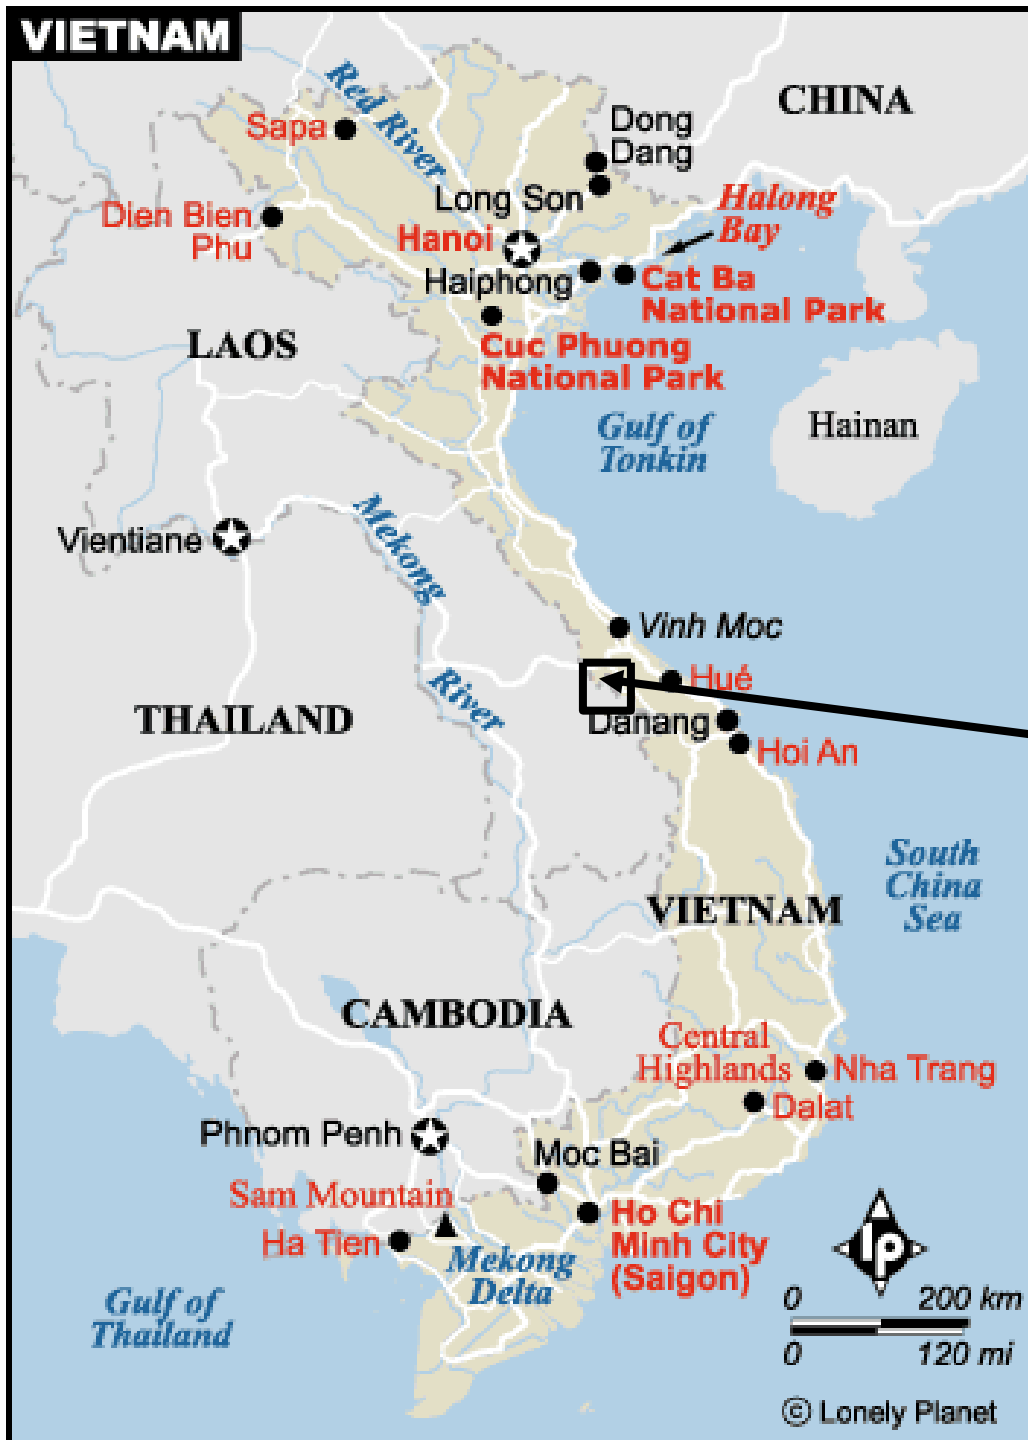 VIETNAM
CHINA
Red River
Sapa
Dong
Dang
Long Son
Halong
Bay
Dien Bien
Phu
Hanoi
Haiphong
Cat Ba
National Park
LAOS
Cuc Phuong
National Park
Gulf of
Tonkin
Hainan
Vientiane
Mekong
River
Vinh Moc
THAILAND
Hué
Danang
Hoi An
South
China
Sea
VIETNAM
CAMBODIA
Central
Highlands
Nha Trang
Dalat
Phnom Penh
Moc Bai
Sam Mountain
Ha Tien
Ho Chi
Minh City
(Saigon)
Mekong
Delta
Gulf of
Thailand
lp
0 200 km
0 120 mi
© Lonely Planet